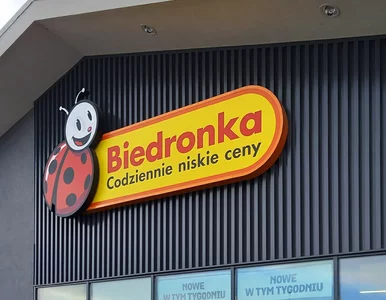 Biedronka
Codziennie niskie ceny
NOWE
W TYM TYGODNIU
NOWE
W TYM TYGODNIU